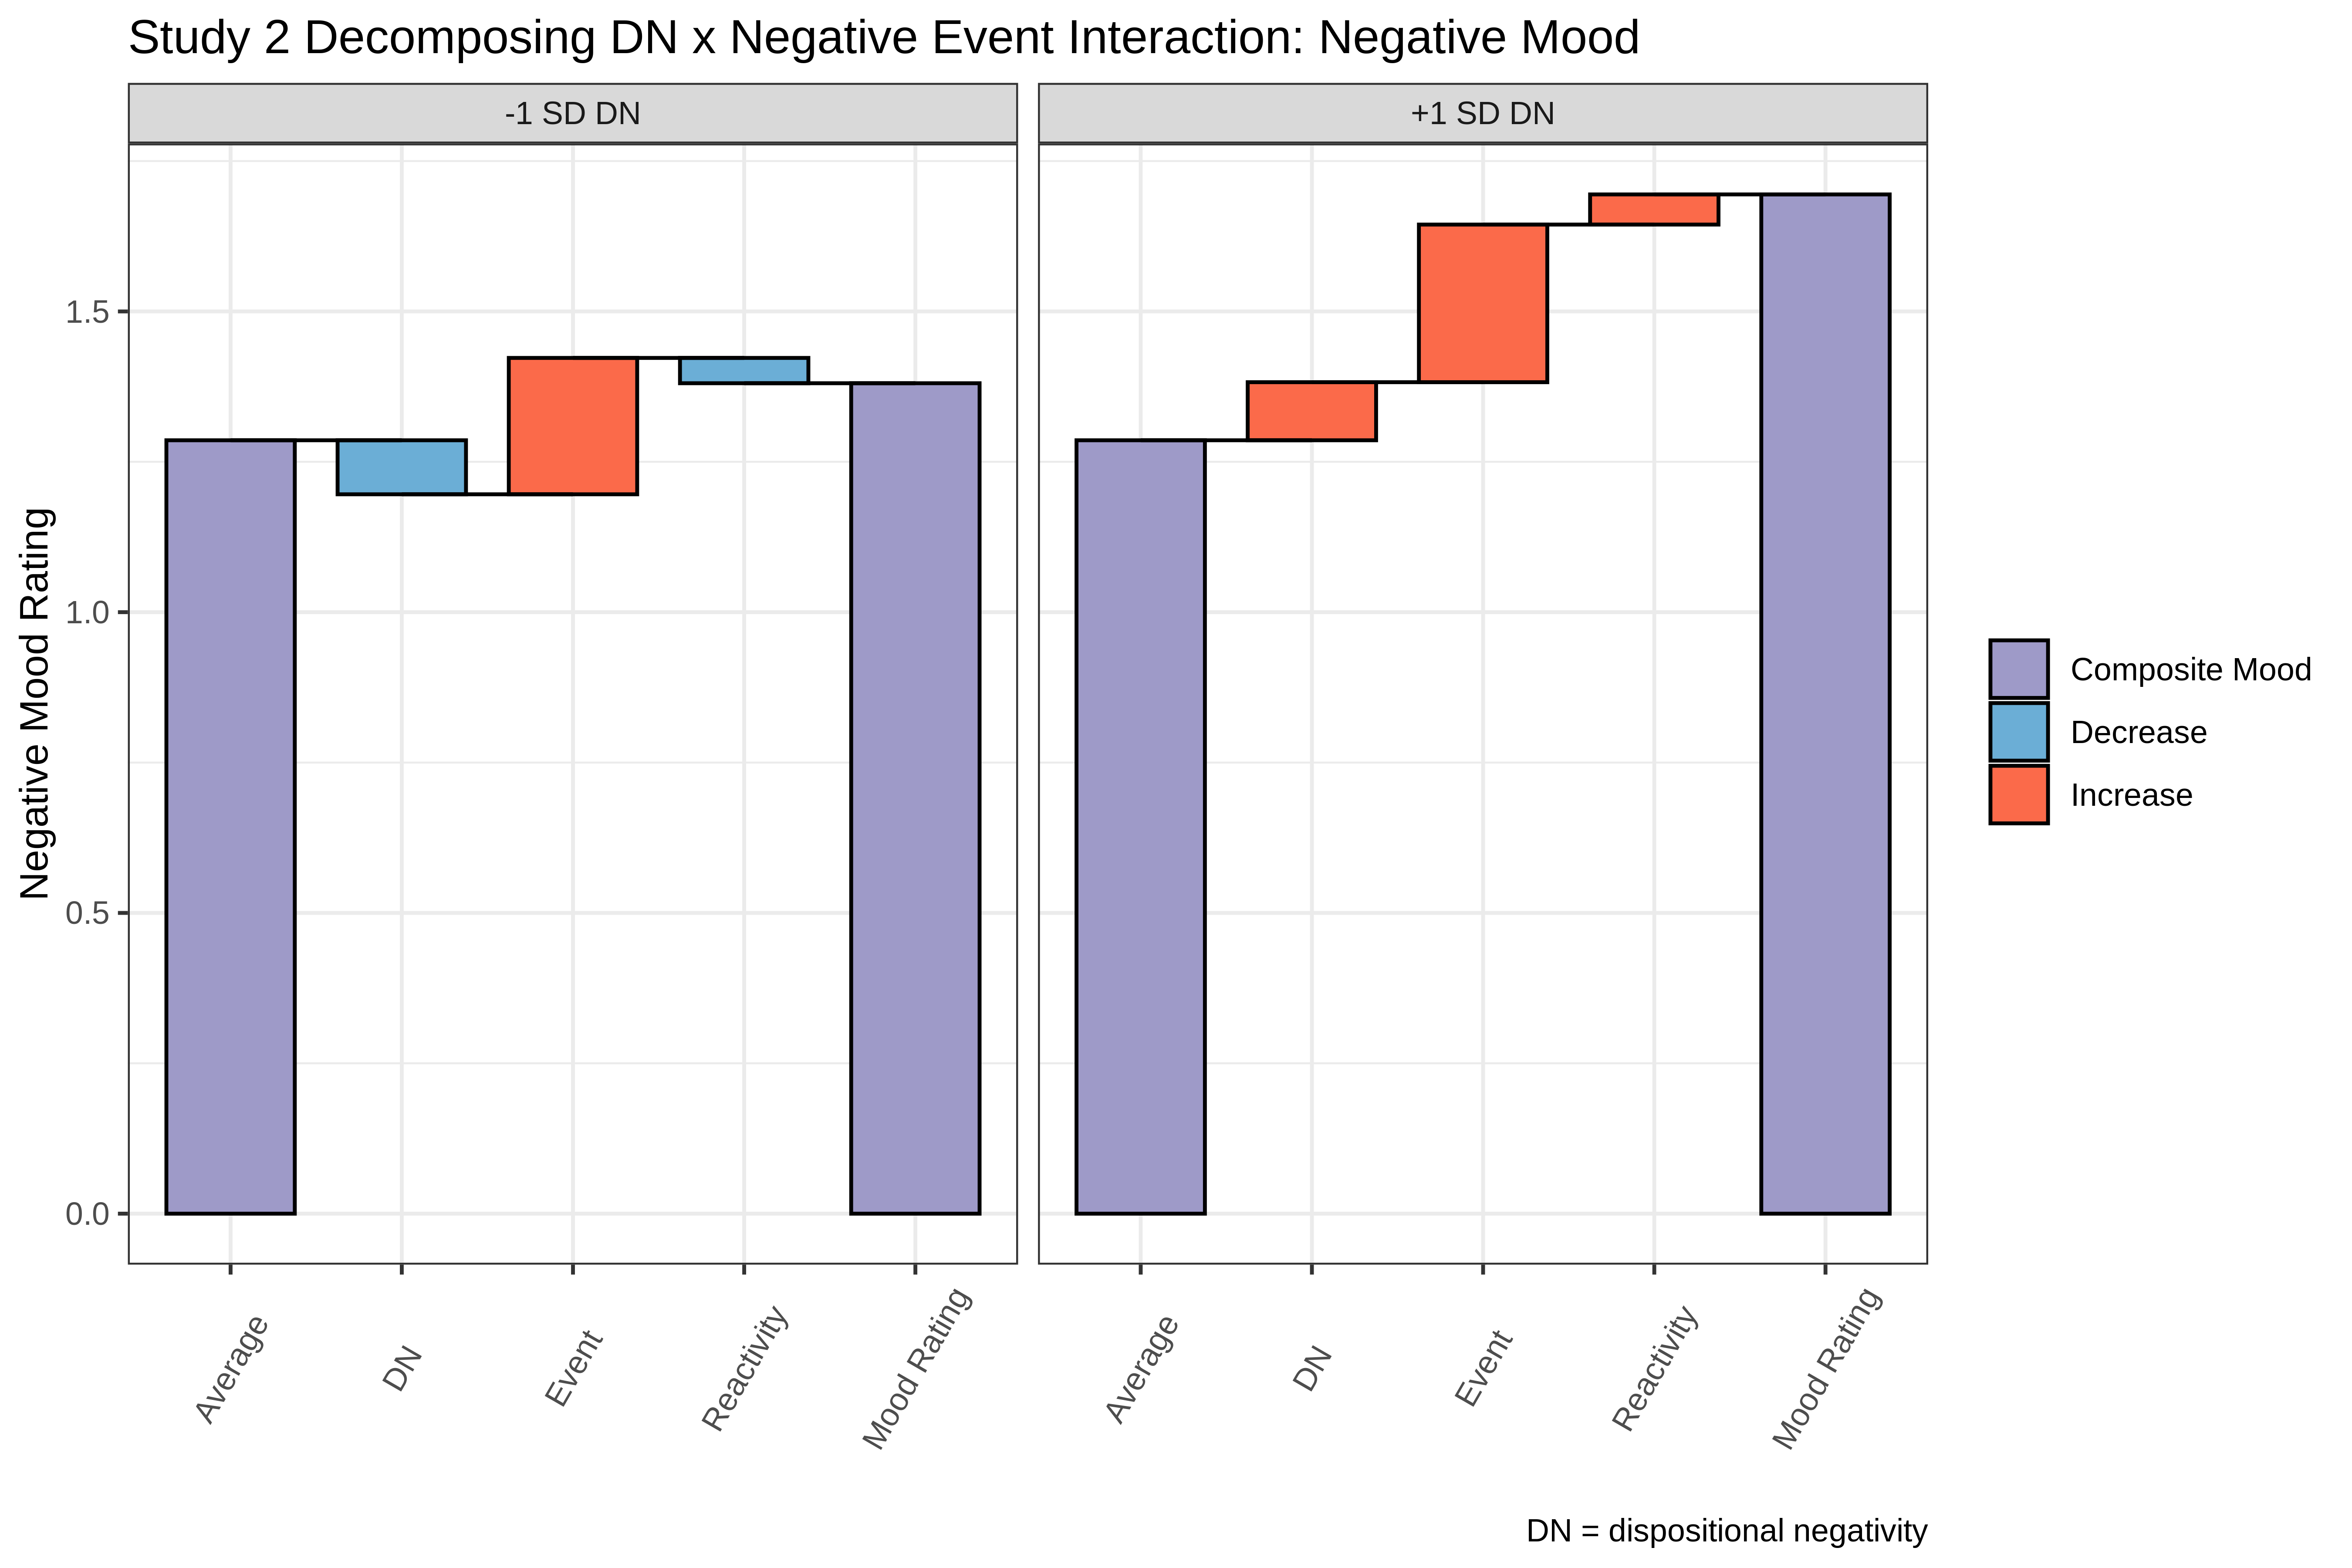 Study 2 Decomposing DN x Negative Event Interaction: Negative Mood
-1 SD DN
+1 SD DN
Negative Mood Rating
1.5
1.0
0.5
0.0
Average
DN
Event
Reactivity
Mood Rating
Average
DN
Event
Reactivity
Mood Rating
Composite Mood
Decrease
Increase
DN = dispositional negativity